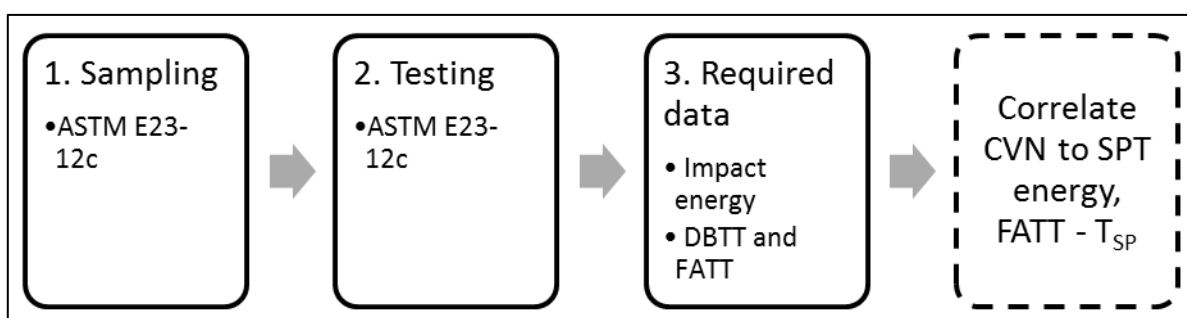 1. Sampling
•ASTM E23-
12c
2. Testing
•ASTM E23-
12c
3. Required
data
• Impact
energy
• DBTT and
FATT
Correlate
CVN to SPT
energy,
FATT - T_SP